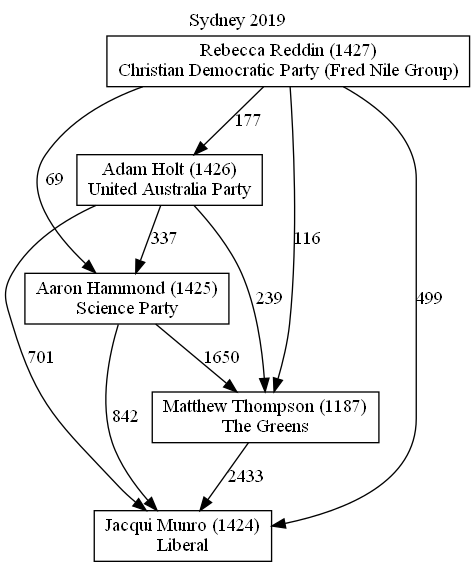 Sydney 2019
Rebecca Reddin (1427)
Christian Democratic Party (Fred Nile Group)
177
Adam Holt (1426)
United Australia Party
69
337
116
Aaron Hammond (1425)
Science Party
239
499
701
1650
842
Matthew Thompson (1187)
The Greens
2433
Jacqui Munro (1424)
Liberal